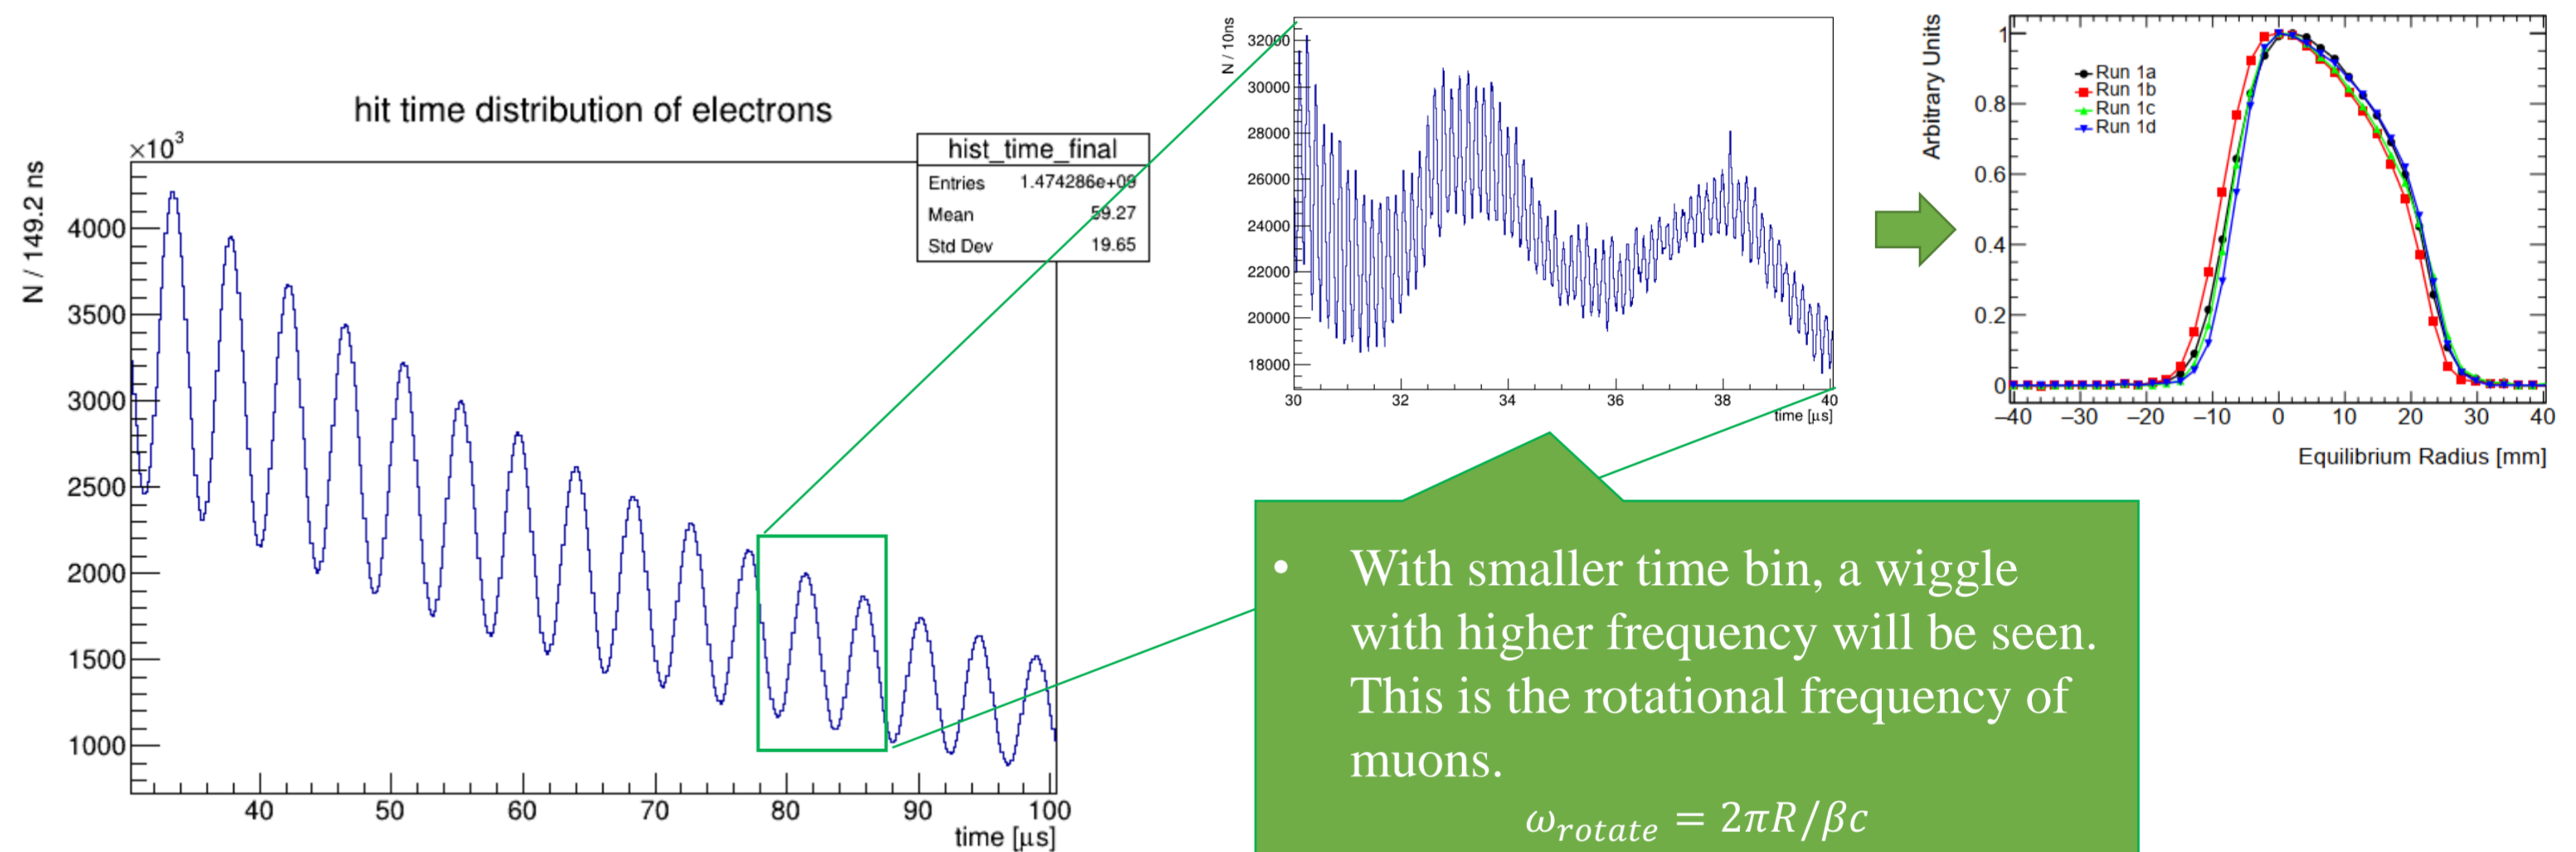 hit time distribution of electrons
×10³
N / 149.2 ns
hist_time_final
Entries 1.474286e+09
Mean 59.27
Std Dev 19.65
4000
3500
3000
2500
2000
1500
1000
40 50 60 70 80 90 100
time [μs]
N / 10ns
32000
30000
28000
26000
24000
22000
20000
18000
30 32 34 36 38 40
time [μs]
Arbitrary Units
1
0.8
0.6
0.4
0.2
0
Run 1a
Run 1b
Run 1c
Run 1d
−40 −30 −20 −10 0 10 20 30 40
Equilibrium Radius [mm]
• With smaller time bin, a wiggle
with higher frequency will be seen.
This is the rotational frequency of
muons.
ω_rotate = 2πR/βc